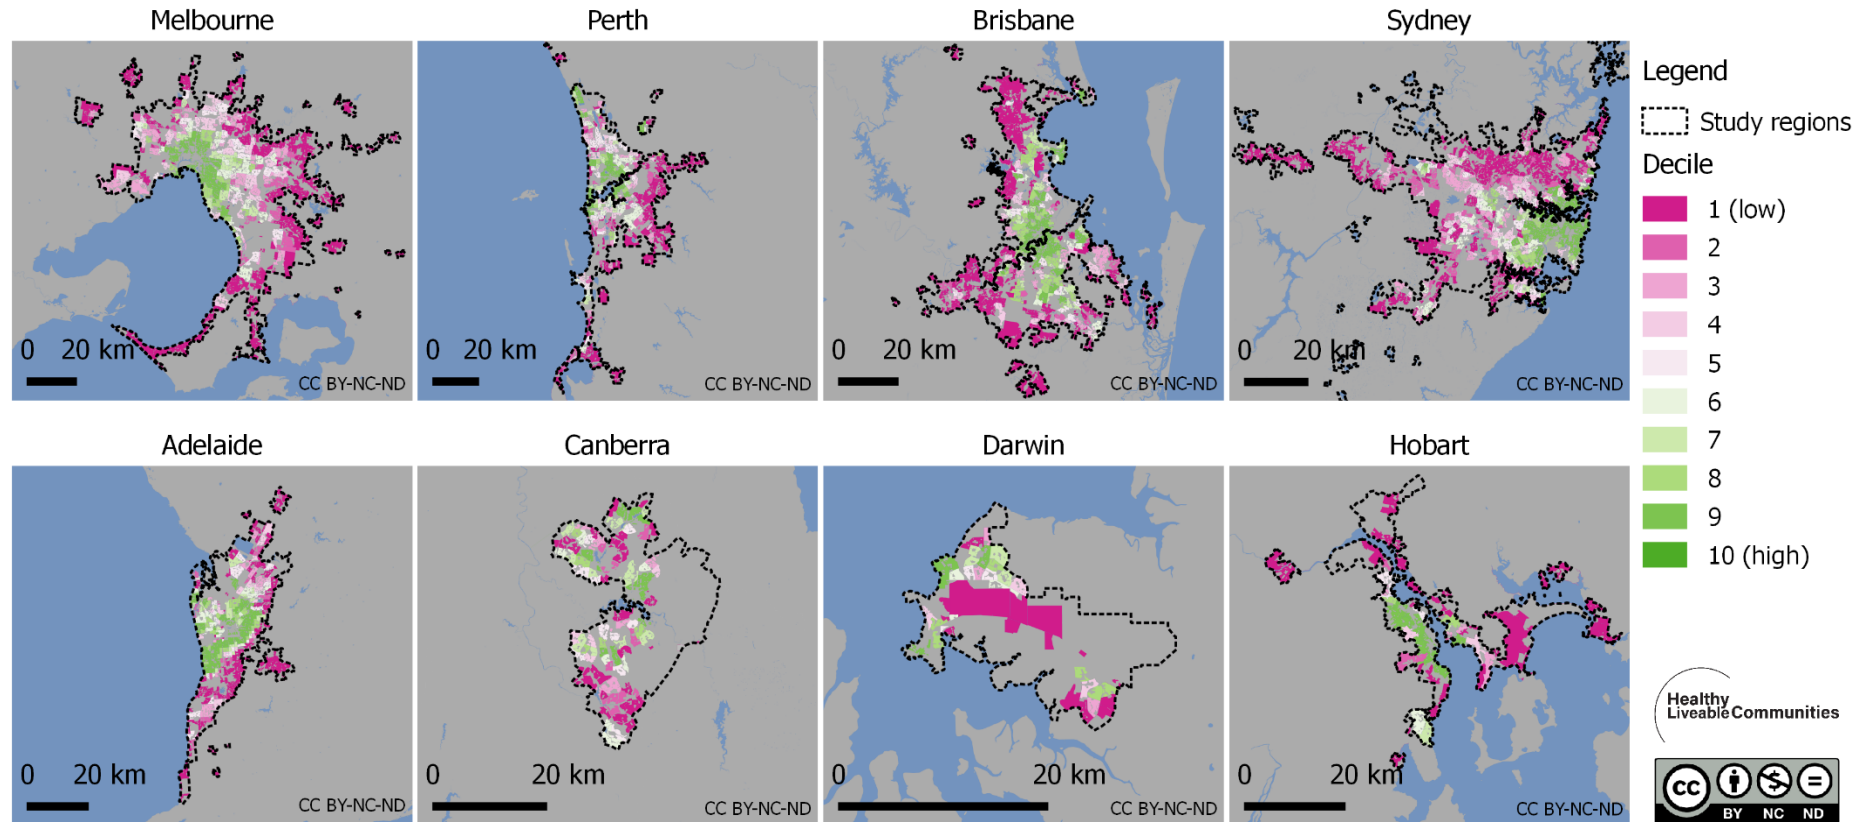 Melbourne
Perth
Brisbane
Sydney
0 20 km
CC BY-NC-ND
0 20 km
CC BY-NC-ND
0 20 km
CC BY-NC-ND
0 20 km
CC BY-NC-ND
Legend
Study regions
Decile
1 (low)
2
3
4
5
6
7
8
9
10 (high)
Adelaide
Canberra
Darwin
Hobart
0 20 km
CC BY-NC-ND
0 20 km
CC BY-NC-ND
0 20 km
CC BY-NC-ND
0 20 km
CC BY-NC-ND
Healthy
Liveable Communities
cc
BY NC ND